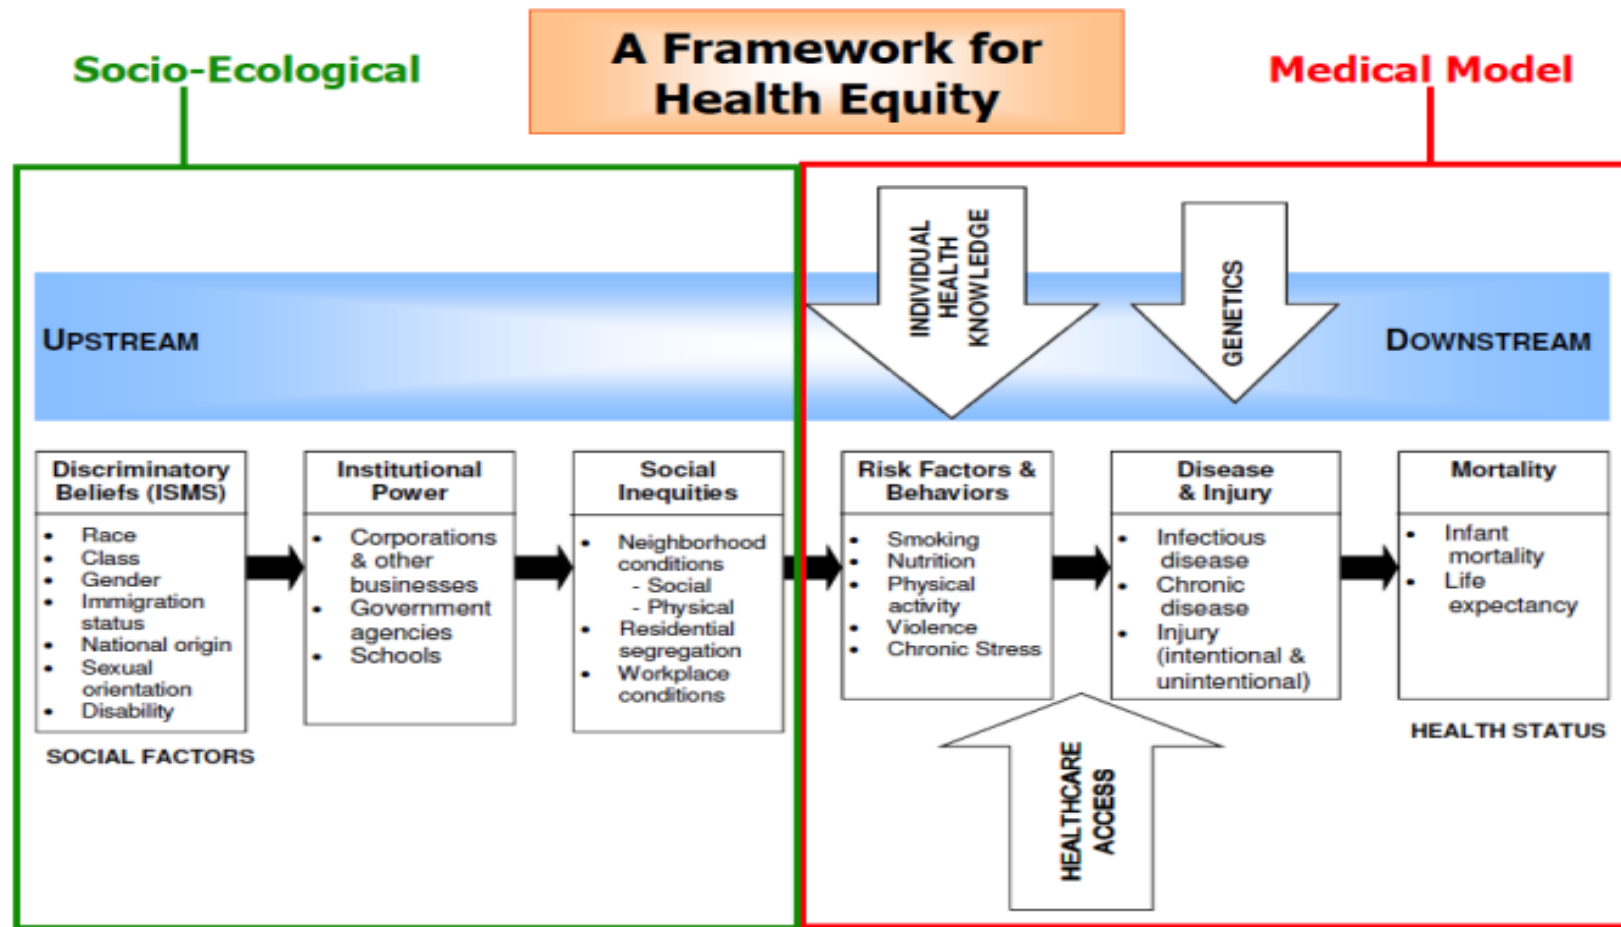 A Framework for
Health Equity
Socio-Ecological
Medical Model
UPSTREAM
DOWNSTREAM
INDIVIDUAL
HEALTH
KNOWLEDGE
GENETICS
Discriminatory
Beliefs (ISMS)
• Race
• Class
• Gender
• Immigration
status
• National origin
• Sexual
orientation
• Disability
SOCIAL FACTORS
Institutional
Power
• Corporations
& other
businesses
• Government
agencies
• Schools
Social
Inequities
• Neighborhood
conditions
- Social
- Physical
• Residential
segregation
• Workplace
conditions
Risk Factors &
Behaviors
• Smoking
• Nutrition
• Physical
activity
• Violence
• Chronic Stress
Disease
& Injury
• Infectious
disease
• Chronic
disease
• Injury
(intentional &
unintentional)
Mortality
• Infant
mortality
• Life
expectancy
HEALTH STATUS
HEALTHCARE
ACCESS